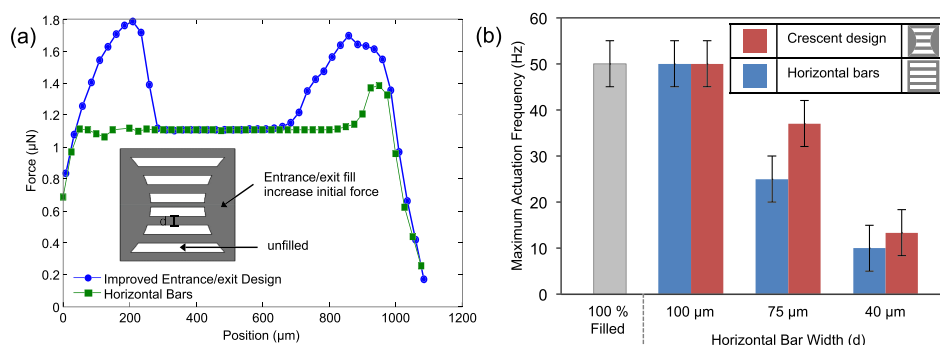 (a)
2
1.8
1.6
1.4
1.2
1
0.8
0.6
0.4
0.2
0
Force (µN)
Entrance/exit fill
increase initial force
d
unfilled
Improved Entrance/exit Design
Horizontal Bars
0 200 400 600 800 1000 1200
Position (µm)
(b)
60
50
40
30
20
10
0
Maximum Actuation Frequency (Hz)
Crescent design
Horizontal bars
100 % 100 µm 75 µm 40 µm
Filled
Horizontal Bar Width (d)